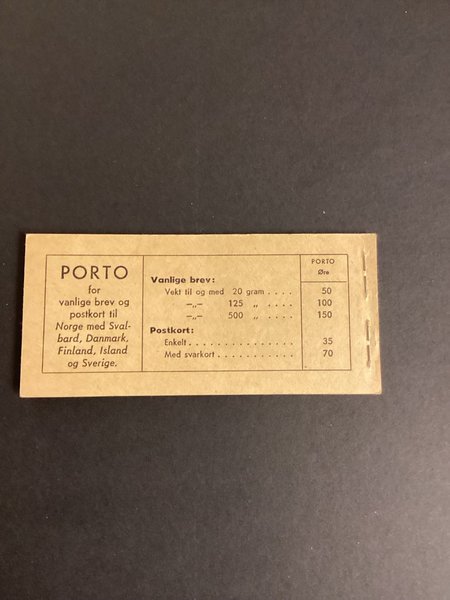 PORTO
for
vanlige brev og
postkort til
Norge med Sval-
bard, Danmark,
Finland, Island
og Sverige.
PORTO
Øre
Vanlige brev:
Vekt til og med 20 gram . . . . 50
—„— 125 „ . . . . 100
—„— 500 „ . . . . 150
Postkort:
Enkelt . . . . . . . . . . . . . . 35
Med svarkort . . . . . . . . . . 70